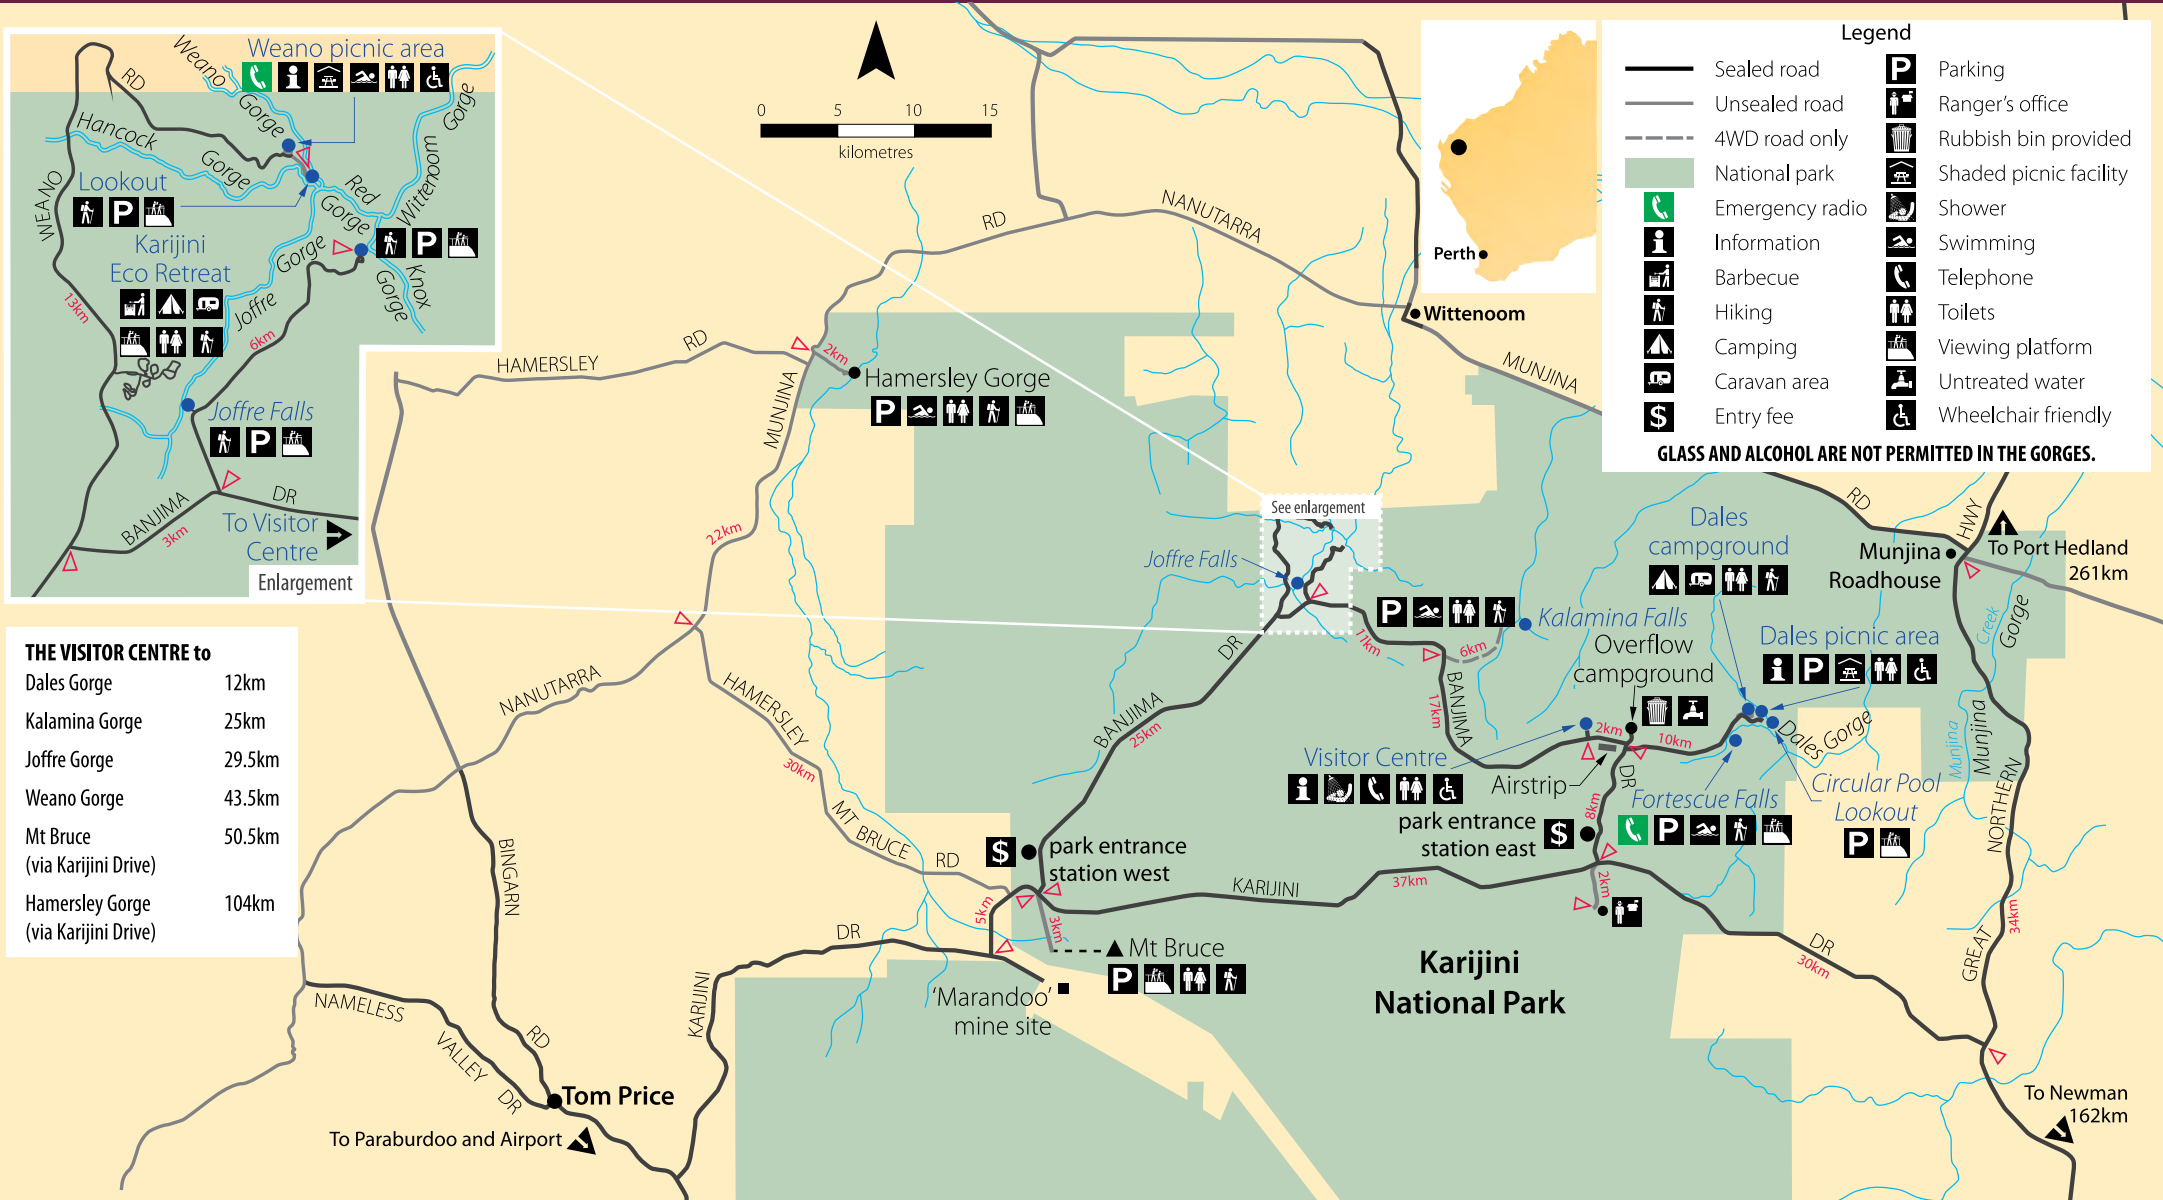 Weano picnic area
Weano
Gorge
RD
Hancock
Gorge
Lookout
WEANO
Red
Gorge
Wittenoom
Gorge
Karijini
Eco Retreat
Gorge
Joffre
Knox
Gorge
13km
6km
Joffre Falls
BANJIMA
DR
3km
To Visitor
Centre
Enlargement
0 5 10 15
kilometres
Perth
Legend
Sealed road
Unsealed road
4WD road only
National park
Emergency radio
Information
Barbecue
Hiking
Camping
Caravan area
$ Entry fee
P Parking
Ranger's office
Rubbish bin provided
Shaded picnic facility
Shower
Swimming
Telephone
Toilets
Viewing platform
Untreated water
Wheelchair friendly
GLASS AND ALCOHOL ARE NOT PERMITTED IN THE GORGES.
THE VISITOR CENTRE to
Dales Gorge 12km
Kalamina Gorge 25km
Joffre Gorge 29.5km
Weano Gorge 43.5km
Mt Bruce 50.5km
(via Karijini Drive)
Hamersley Gorge 104km
(via Karijini Drive)
RD
NANUTARRA
Wittenoom
MUNJINA
RD
HAMERSLEY
RD
2km
Hamersley Gorge
MUNJINA
22km
See enlargement
Joffre Falls
Dales
campground
HWY
Munjina
Roadhouse
To Port Hedland
261km
Kalamina Falls
6km
11km
Overflow
campground
Dales picnic area
Creek
Gorge
Munjina
Munjina
NANUTARRA
HAMERSLEY
30km
DR
BANJIMA
25km
BANJIMA
17km
2km
10km
Dales Gorge
Visitor Centre
Airstrip
DR
8km
Fortescue Falls
Circular Pool
Lookout
NORTHERN
park entrance
station east
$
MT BRUCE
RD
$
park entrance
station west
BINGARN
RD
KARIJINI
37km
2km
5km
3km
DR
Mt Bruce
'Marandoo'
mine site
Karijini
National Park
DR
30km
GREAT
34km
NAMELESS
VALLEY
DR
KARIJINI
Tom Price
To Paraburdoo and Airport
To Newman
162km